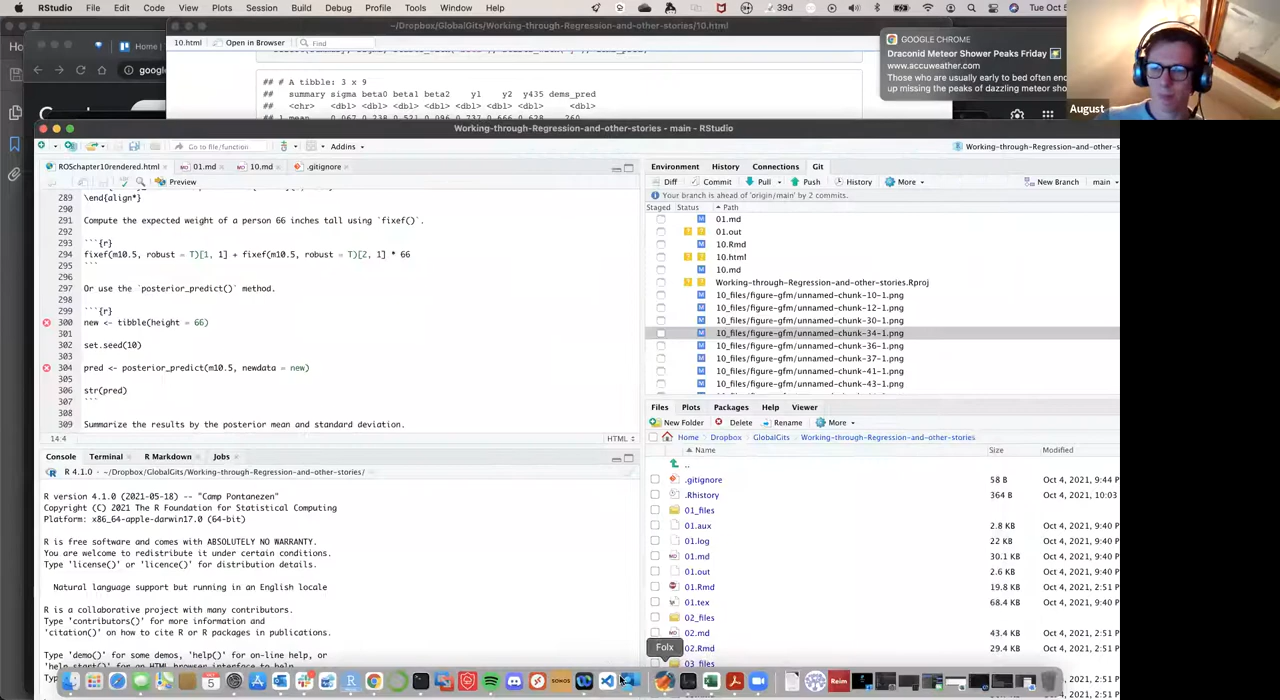 RStudio File Edit Code View Plots Session Build Debug Profile Tools Window Help 39d Tue Oct 5
~/Dropbox/GlobalGits/Working-through-Regression-and-other-stories/10.html
10.html Open in Browser Find
Home
## # A tibble: 3 x 9
## summary sigma beta0 beta1 beta2 y1 y2 y435 dems_pred
## <chr> <dbl> <dbl> <dbl> <dbl> <dbl> <dbl> <dbl> <dbl>
GOOGLE CHROME
Draconid Meteor Shower Peaks Friday
www.accuweather.com
Those who are usually early to bed often end
up missing the peaks of dazzling meteor sho
August
Working-through-Regression-and-other-stories - main - RStudio
Go to file/function Addins
Working-through-Regression-and-other-s
ROSchapter10rendered.html 01.md 10.md .gitignore
Preview
289 \end{align*}
290
291 Compute the expected weight of a person 66 inches tall using `fixef()`.
292
293 ```{r}
294 fixef(m10.5, robust = T)[1, 1] + fixef(m10.5, robust = T)[2, 1] * 66
295 ```
296
297 Or use the `posterior_predict()` method.
298
299 ```{r}
300 new <- tibble(height = 66)
301
302 set.seed(10)
303
304 pred <- posterior_predict(m10.5, newdata = new)
305
306 str(pred)
307 ```
308
309 Summarize the results by the posterior mean and standard deviation.
14:4 HTML
Console Terminal R Markdown Jobs
R 4.1.0 · ~/Dropbox/GlobalGits/Working-through-Regression-and-other-stories/
R version 4.1.0 (2021-05-18) -- "Camp Pontanezen"
Copyright (C) 2021 The R Foundation for Statistical Computing
Platform: x86_64-apple-darwin17.0 (64-bit)
R is free software and comes with ABSOLUTELY NO WARRANTY.
You are welcome to redistribute it under certain conditions.
Type 'license()' or 'licence()' for distribution details.
Natural language support but running in an English locale
R is a collaborative project with many contributors.
Type 'contributors()' for more information and
'citation()' on how to cite R or R packages in publications.
Type 'demo()' for some demos, 'help()' for on-line help, or
'help.start()' for an HTML browser interface to help.
Environment History Connections Git
Diff Commit Pull Push History More New Branch main
Your branch is ahead of 'origin/main' by 2 commits.
Staged Status Path
M 01.md
? ? 01.out
M 10.Rmd
? ? 10.html
M 10.md
? ? Working-through-Regression-and-other-stories.Rproj
M 10_files/figure-gfm/unnamed-chunk-10-1.png
M 10_files/figure-gfm/unnamed-chunk-12-1.png
M 10_files/figure-gfm/unnamed-chunk-30-1.png
M 10_files/figure-gfm/unnamed-chunk-34-1.png
M 10_files/figure-gfm/unnamed-chunk-36-1.png
M 10_files/figure-gfm/unnamed-chunk-37-1.png
M 10_files/figure-gfm/unnamed-chunk-41-1.png
M 10_files/figure-gfm/unnamed-chunk-43-1.png
Files Plots Packages Help Viewer
New Folder Delete Rename More
Home Dropbox GlobalGits Working-through-Regression-and-other-stories
Name Size Modified
..
.gitignore 58 B Oct 4, 2021, 9:44 P
.Rhistory 364 B Oct 4, 2021, 10:03
01_files
01.aux 2.8 KB Oct 4, 2021, 9:40 P
01.log 22 KB Oct 4, 2021, 9:40 P
01.md 30.1 KB Oct 4, 2021, 9:40 P
01.out 2.6 KB Oct 4, 2021, 9:40 P
01.Rmd 19.8 KB Oct 4, 2021, 2:51 P
01.tex 68.4 KB Oct 4, 2021, 9:40 P
02_files
02.md 43.4 KB Oct 4, 2021, 2:51 P
02.Rmd 29.4 KB Oct 4, 2021, 2:51 P
03_files
Folx